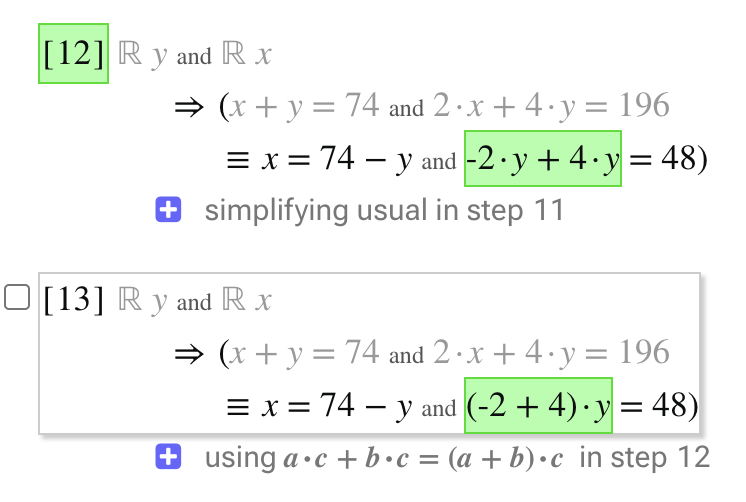 [12] ℝ y and ℝ x
⇒ (x + y = 74 and 2·x + 4·y = 196
≡ x = 74 − y and -2·y + 4·y = 48)
simplifying usual in step 11
[13] ℝ y and ℝ x
⇒ (x + y = 74 and 2·x + 4·y = 196
≡ x = 74 − y and (-2 + 4)·y = 48)
using a·c + b·c = (a + b)·c in step 12